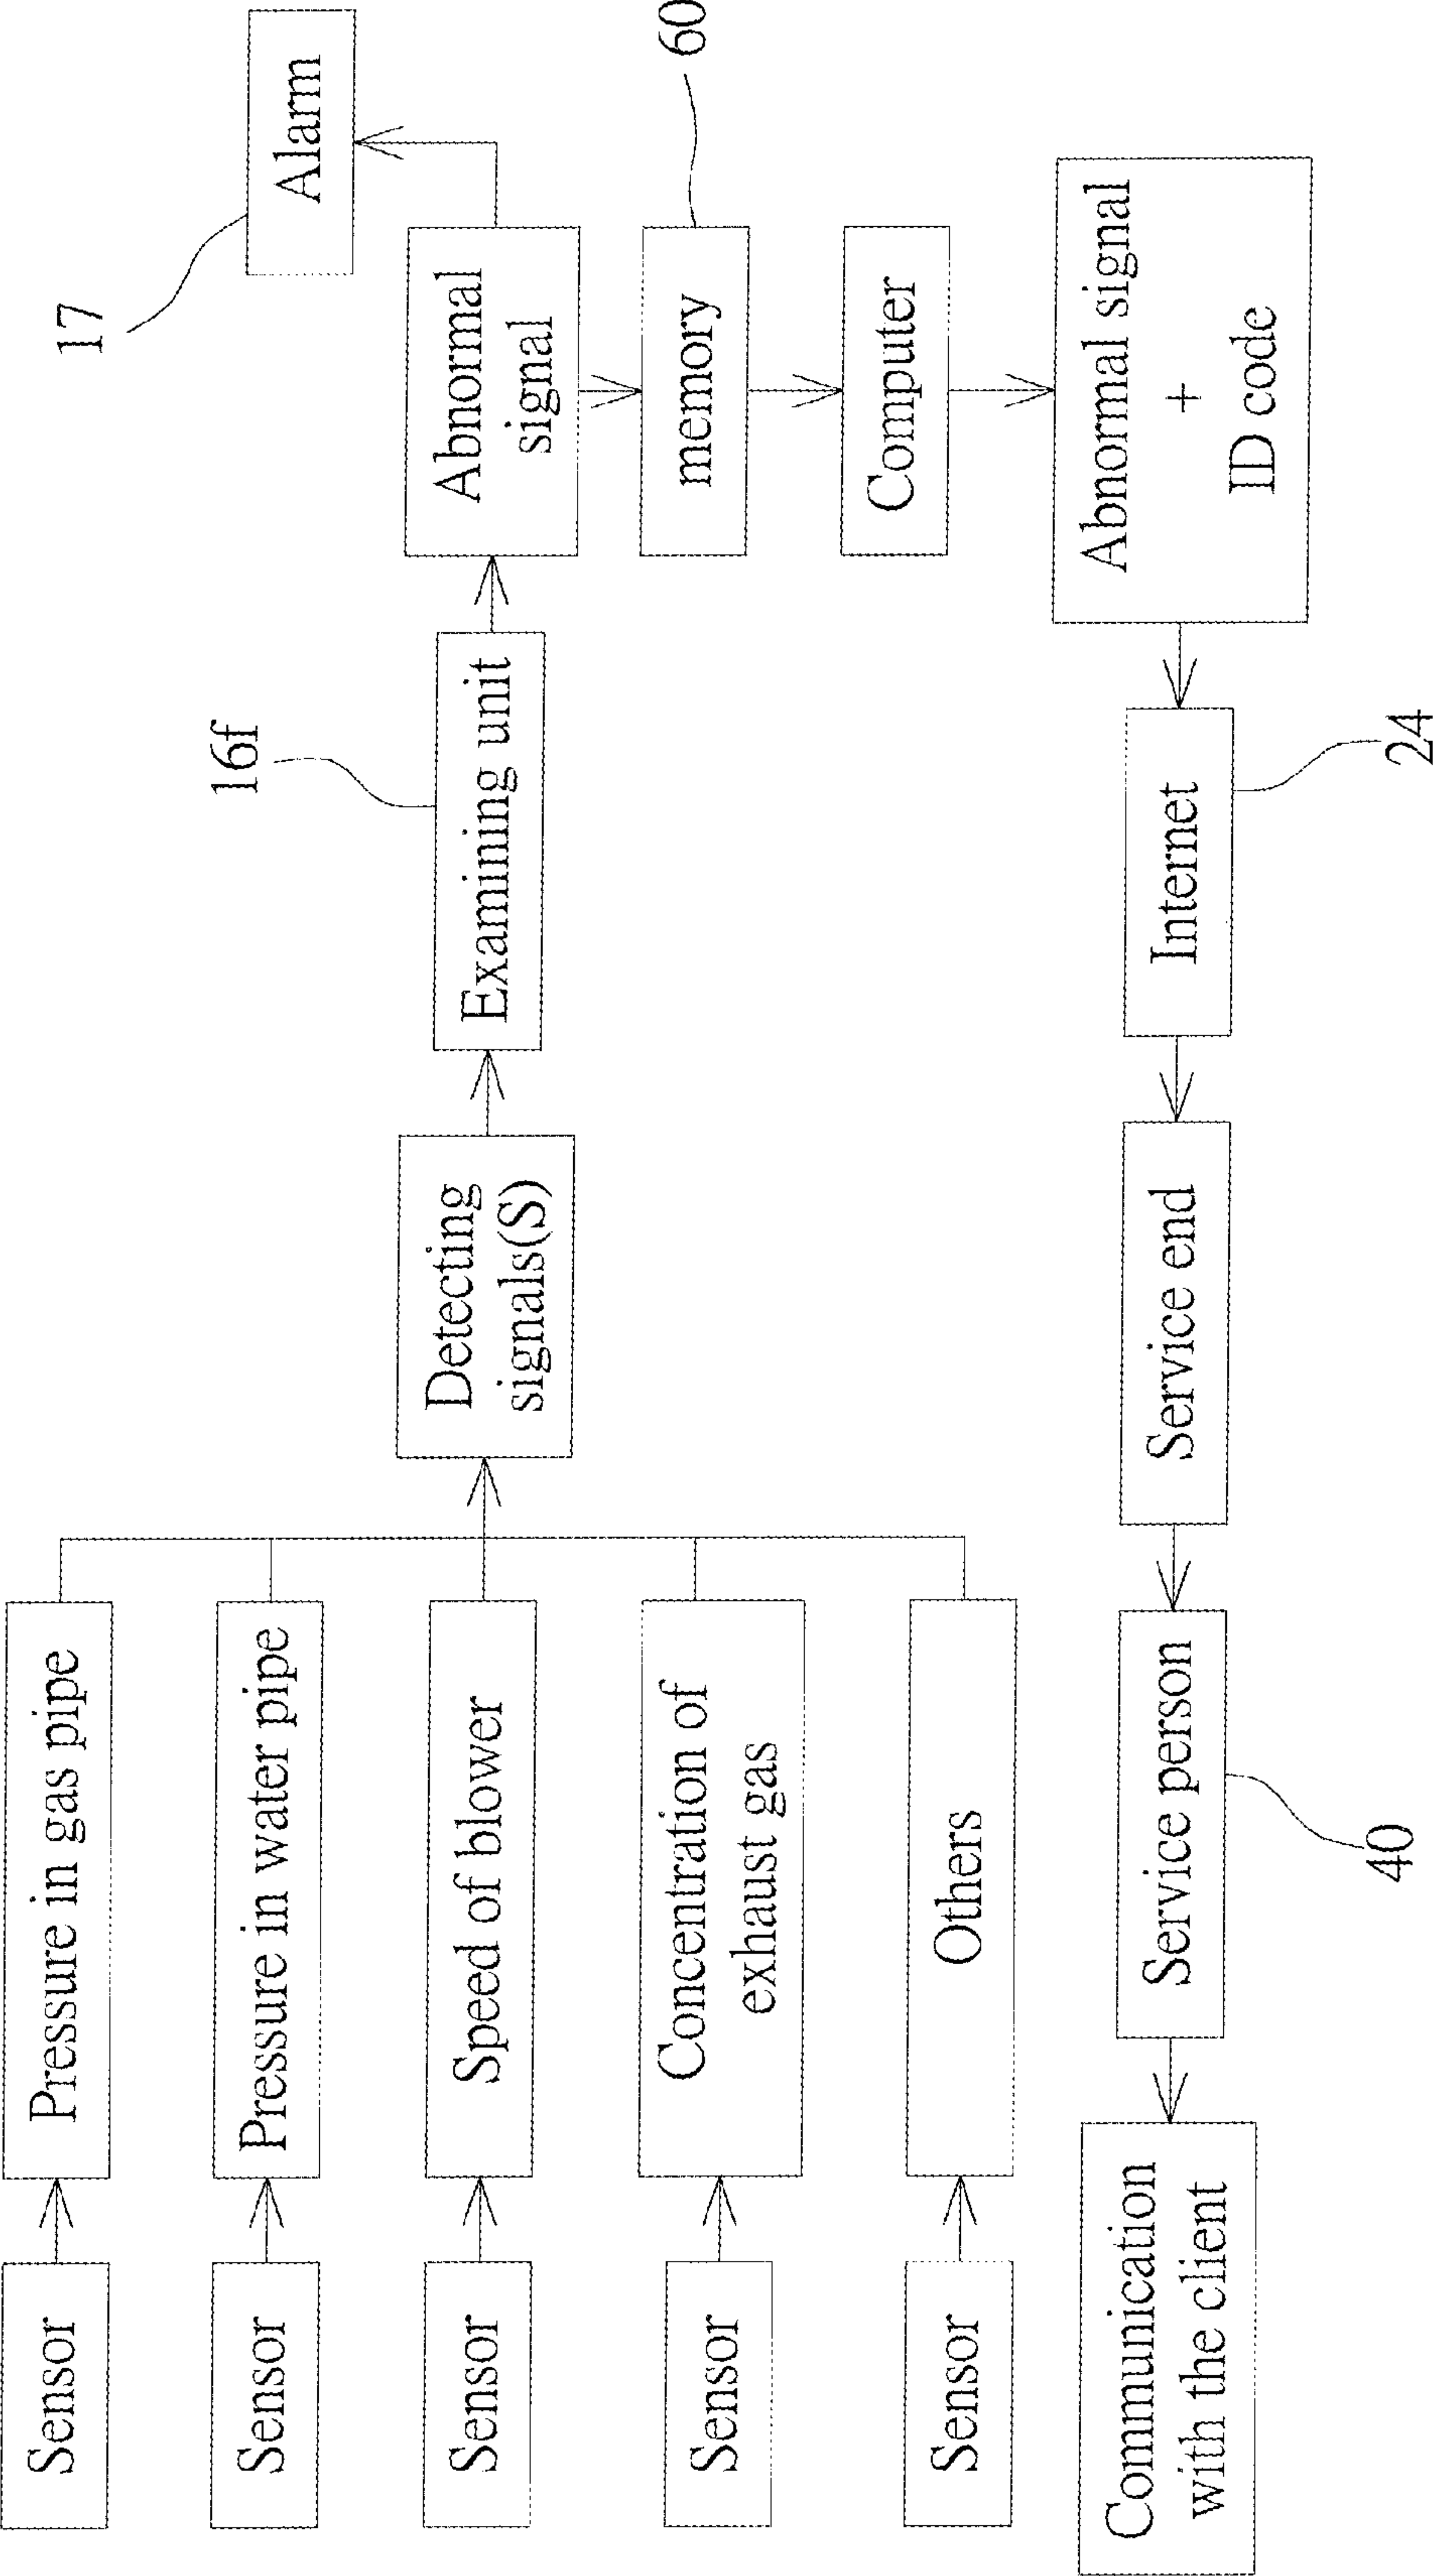 Sensor
Pressure in gas pipe
Sensor
Pressure in water pipe
Sensor
Speed of blower
Sensor
Concentration of
exhaust gas
Sensor
Others
Detecting
signals(S)
16f
Examining unit
17
Alarm
Abnormal
signal
60
memory
Computer
Abnormal signal
+
ID code
Internet
24
Service end
Service person
40
Communication
with the client